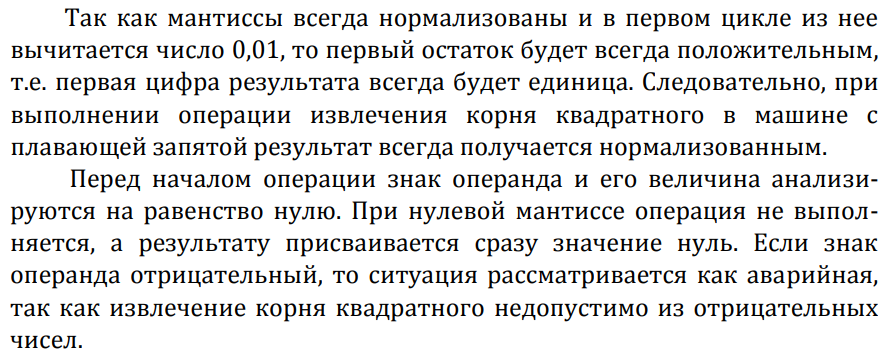 Так как мантиссы всегда нормализованы и в первом цикле из нее
вычитается число 0,01, то первый остаток будет всегда положительным,
т.е. первая цифра результата всегда будет единица. Следовательно, при
выполнении операции извлечения корня квадратного в машине с
плавающей запятой результат всегда получается нормализованным.
Перед началом операции знак операнда и его величина анализи-
руются на равенство нулю. При нулевой мантиссе операция не выпол-
няется, а результату присваивается сразу значение нуль. Если знак
операнда отрицательный, то ситуация рассматривается как аварийная,
так как извлечение корня квадратного недопустимо из отрицательных
чисел.